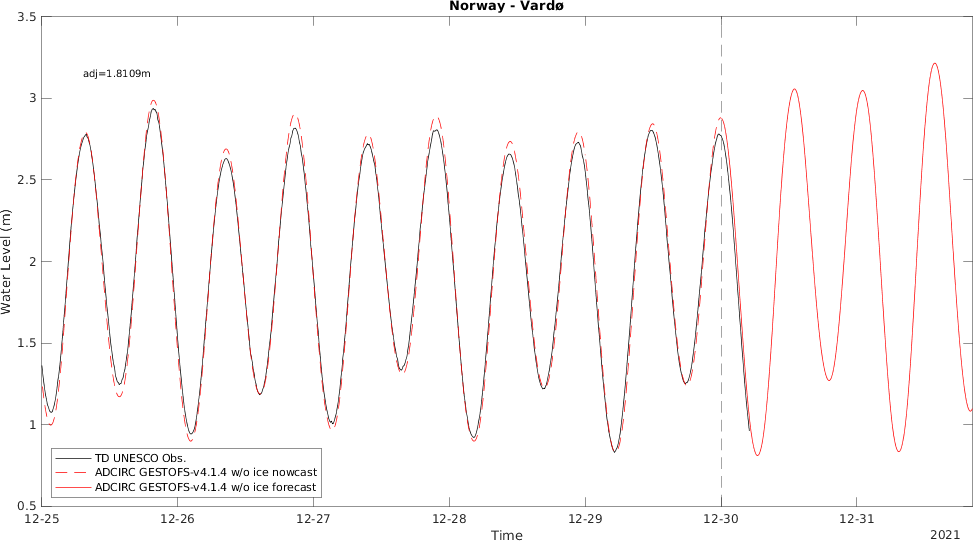 Norway - Vardø
3.5
adj=1.8109m
3
2.5
2
1.5
1
0.5
Water Level (m)
TD UNESCO Obs.
ADCIRC GESTOFS-v4.1.4 w/o ice nowcast
ADCIRC GESTOFS-v4.1.4 w/o ice forecast
12-25 12-26 12-27 12-28 12-29 12-30 12-31
Time
2021